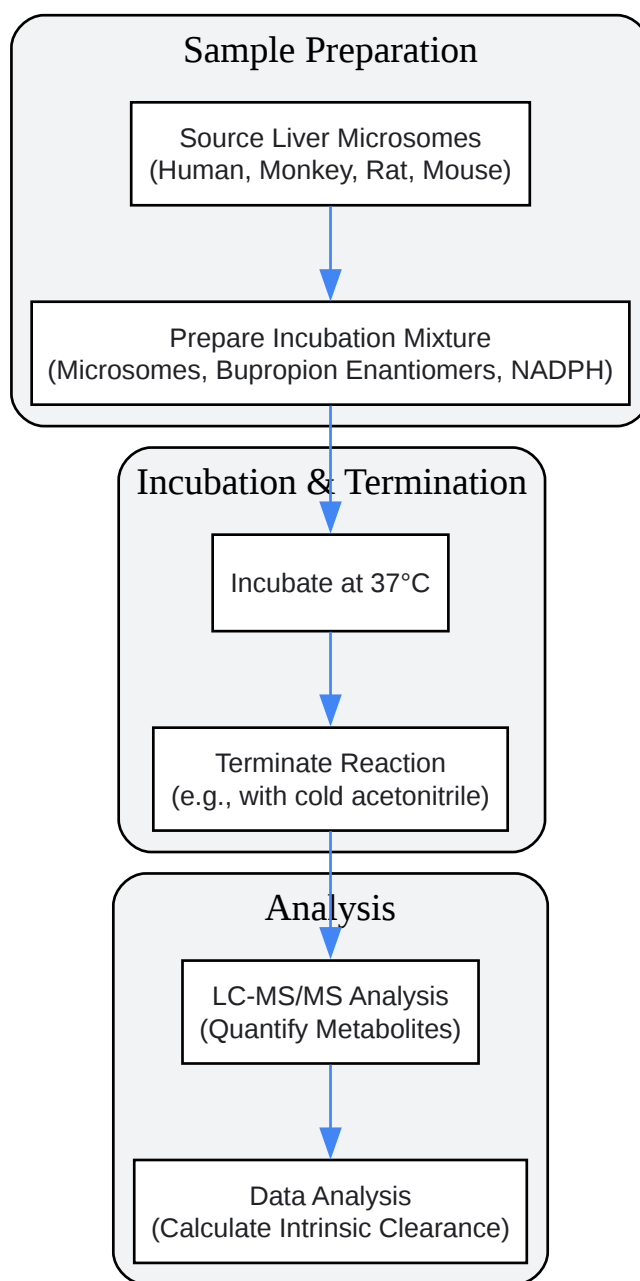 Sample Preparation
Source Liver Microsomes
(Human, Monkey, Rat, Mouse)
Prepare Incubation Mixture
(Microsomes, Bupropion Enantiomers, NADPH)
Incubation & Termination
Incubate at 37°C
Terminate Reaction
(e.g., with cold acetonitrile)
Analysis
LC-MS/MS Analysis
(Quantify Metabolites)
Data Analysis
(Calculate Intrinsic Clearance)